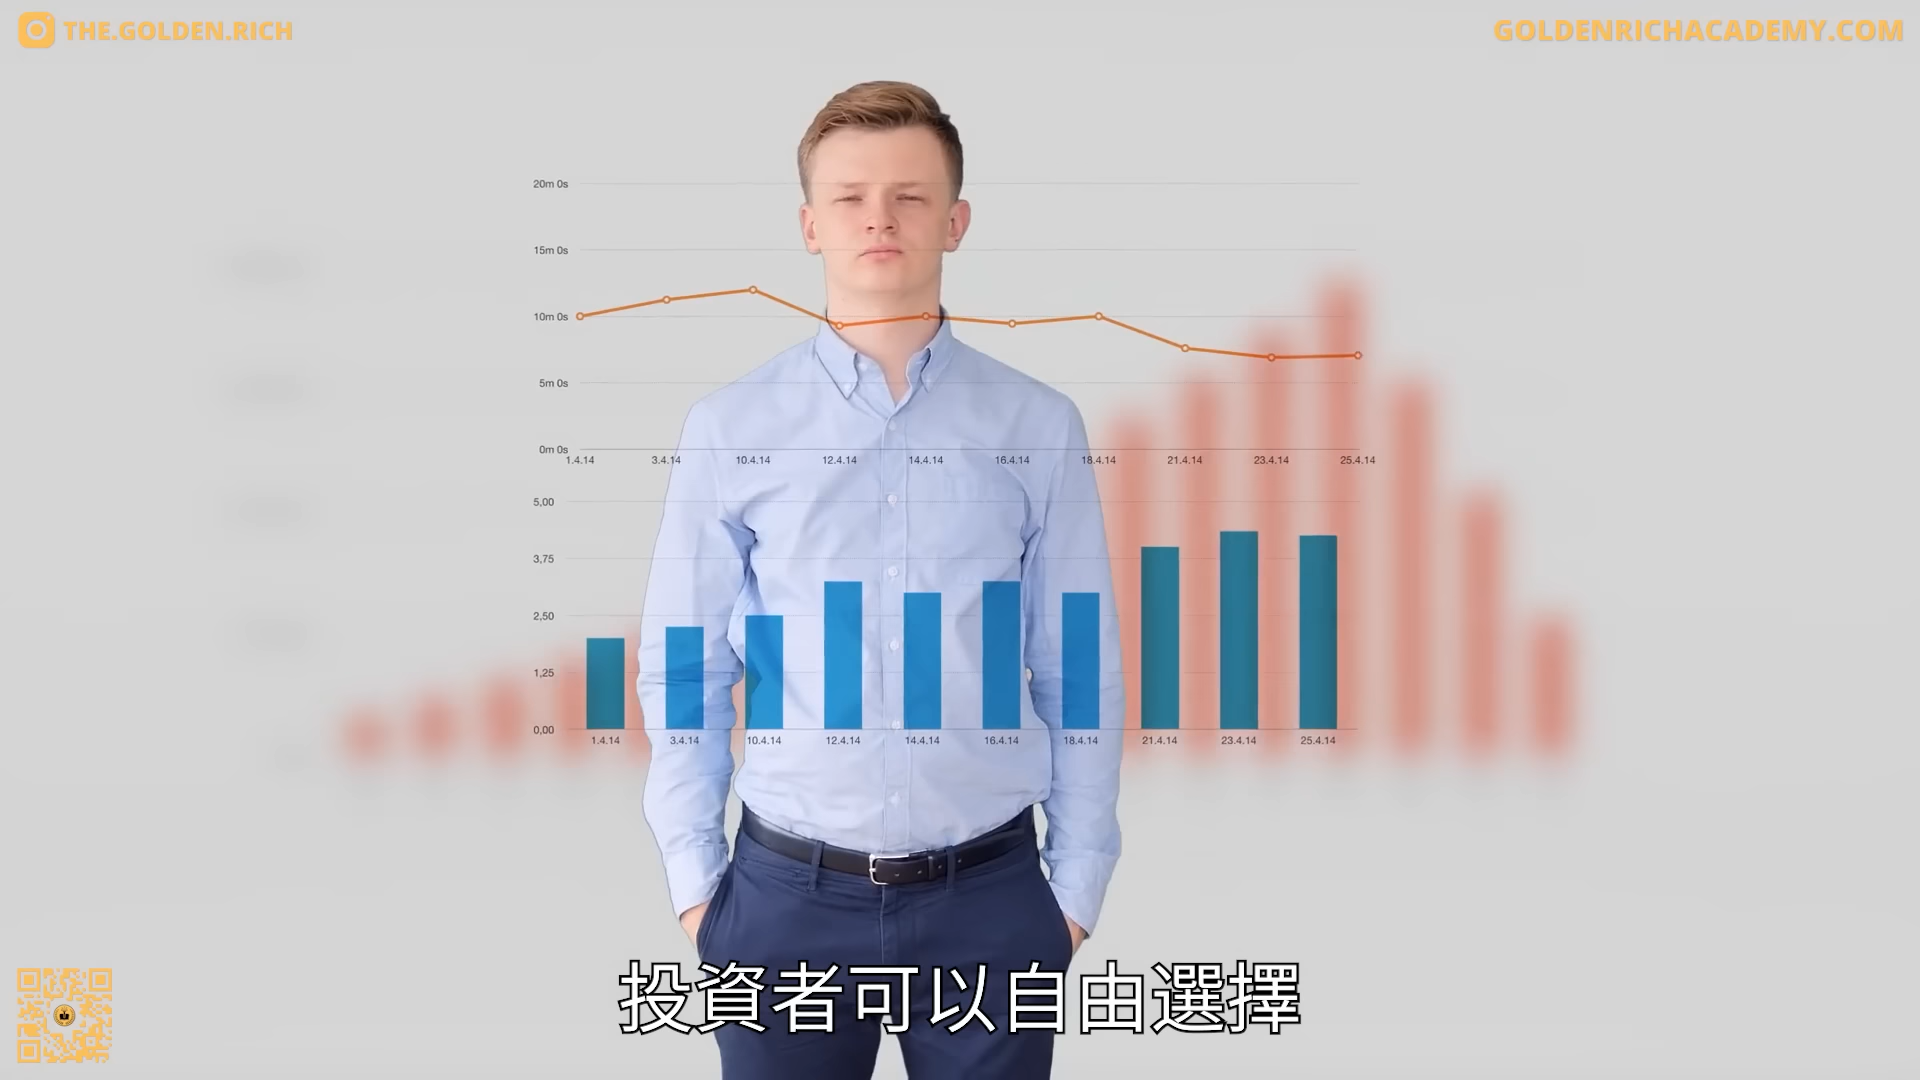 THE.GOLDEN.RICH
GOLDENRICHACADEMY.COM
20m 0s
15m 0s
10m 0s
5m 0s
0m 0s
1.4.14 3.4.14 10.4.14 12.4.14 14.4.14 16.4.14 18.4.14 21.4.14 23.4.14 25.4.14
5,00
3,75
2,50
1,25
0,00
1.4.14 3.4.14 10.4.14 12.4.14 14.4.14 16.4.14 18.4.14 21.4.14 23.4.14 25.4.14
投資者可以自由選擇